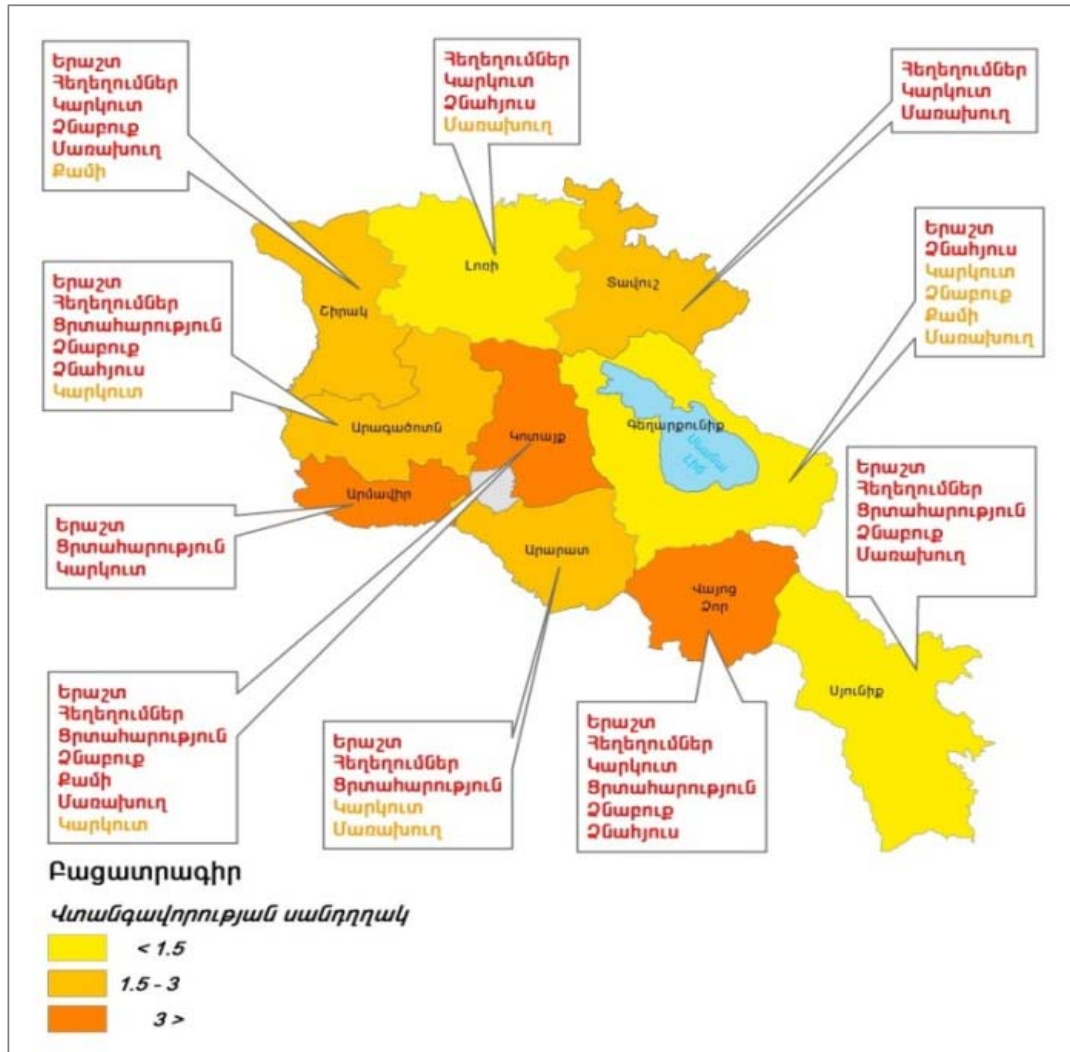 Երաշտ
Հեղեղումներ
Կարկուտ
Ձնաբուք
Մառախուղ
Քամի
Հեղեղումներ
Կարկուտ
Ձնահյուս
Մառախուղ
Հեղեղումներ
Կարկուտ
Մառախուղ
Երաշտ
Ձնահյուս
Կարկուտ
Ձնաբուք
Քամի
Մառախուղ
Երաշտ
Հեղեղումներ
Ցրտահարություն
Ձնաբուք
Ձնահյուս
Կարկուտ
Լոռի
Տավուշ
Շիրակ
Արագածոտն
Կոտայք
Գեղարքունիք
Սևանա
Լիճ
Արմավիր
Արարատ
Վայոց
Ձոր
Սյունիք
Երաշտ
Հեղեղումներ
Ցրտահարություն
Ձնաբուք
Մառախուղ
Երաշտ
Ցրտահարություն
Կարկուտ
Երաշտ
Հեղեղումներ
Ցրտահարություն
Ձնաբուք
Քամի
Մառախուղ
Կարկուտ
Երաշտ
Հեղեղումներ
Ցրտահարություն
Կարկուտ
Մառախուղ
Երաշտ
Հեղեղումներ
Կարկուտ
Ցրտահարություն
Ձնաբուք
Ձնահյուս
Բացատրագիր
Վտանգավորության սանդղղակ
< 1.5
1.5 - 3
3 >